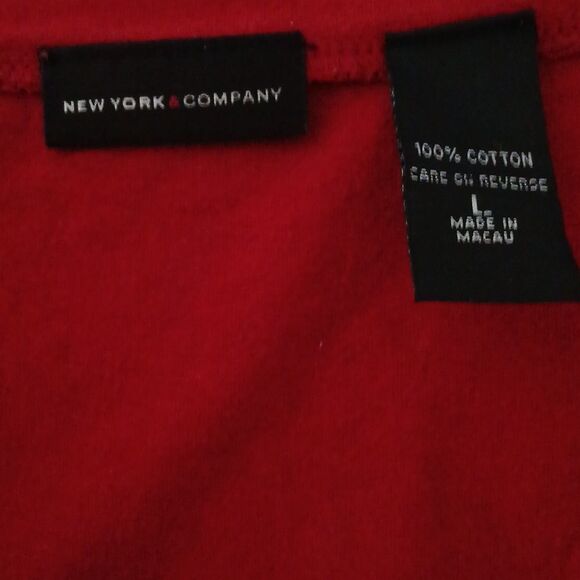 NEW YORK & COMPANY
100% COTTON
CARE ON REVERSE
L
MADE IN
MACAU